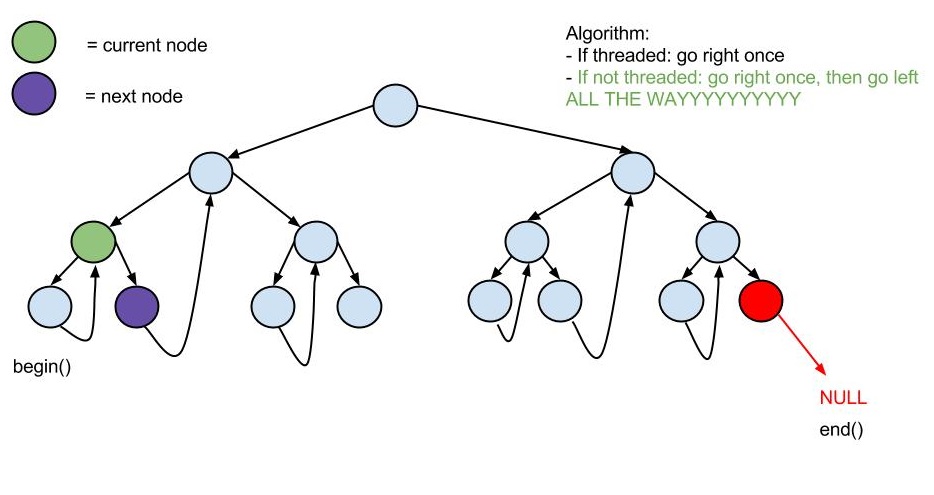 = current node
= next node
Algorithm:
- If threaded: go right once
- If not threaded: go right once, then go left
ALL THE WAYYYYYYYYYY
begin()
NULL
end()